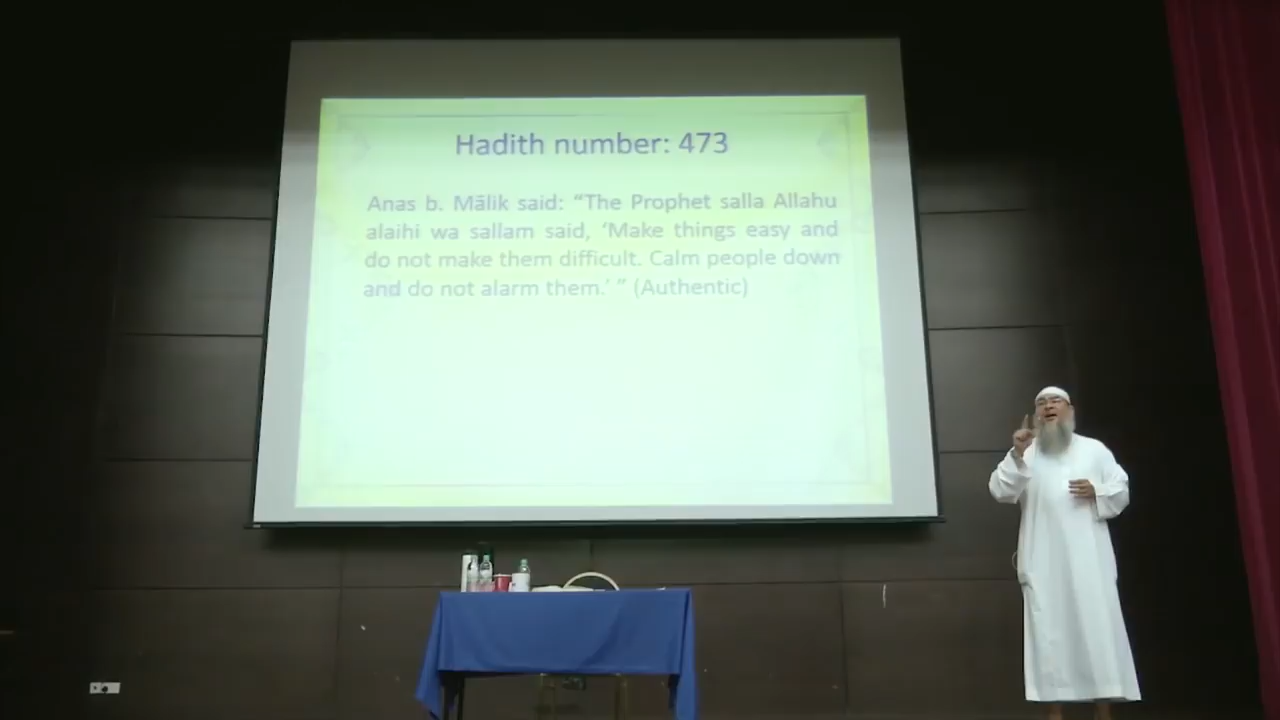 Hadith number: 473
Anas b. Mālik said: “The Prophet salla Allahu
alaihi wa sallam said, ‘Make things easy and
do not make them difficult. Calm people down
and do not alarm them.’ ” (Authentic)